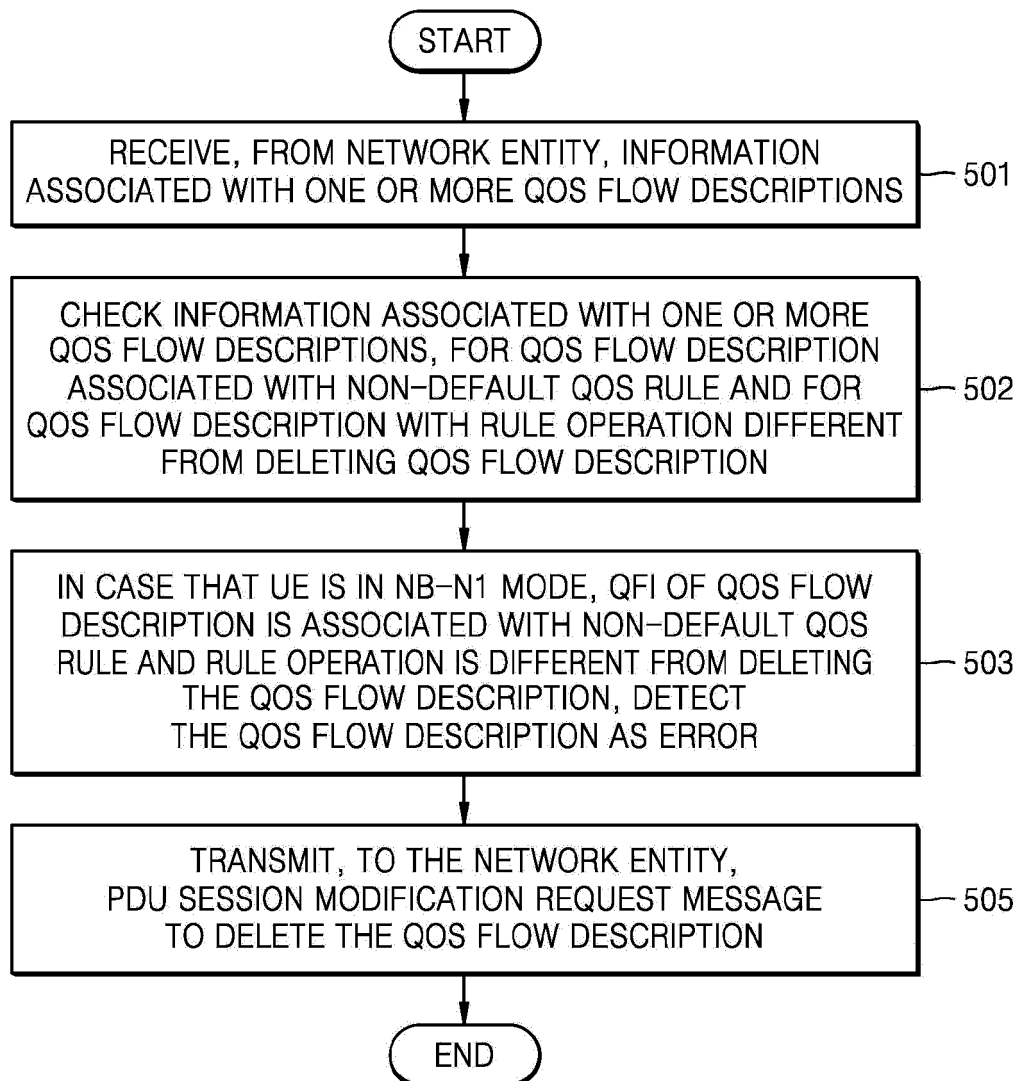 START
RECEIVE, FROM NETWORK ENTITY, INFORMATION
ASSOCIATED WITH ONE OR MORE QOS FLOW DESCRIPTIONS
501
CHECK INFORMATION ASSOCIATED WITH ONE OR MORE
QOS FLOW DESCRIPTIONS, FOR QOS FLOW DESCRIPTION
ASSOCIATED WITH NON-DEFAULT QOS RULE AND FOR
QOS FLOW DESCRIPTION WITH RULE OPERATION DIFFERENT
FROM DELETING QOS FLOW DESCRIPTION
502
IN CASE THAT UE IS IN NB-N1 MODE, QFI OF QOS FLOW
DESCRIPTION IS ASSOCIATED WITH NON-DEFAULT QOS
RULE AND RULE OPERATION IS DIFFERENT FROM DELETING
THE QOS FLOW DESCRIPTION, DETECT
THE QOS FLOW DESCRIPTION AS ERROR
503
TRANSMIT, TO THE NETWORK ENTITY,
PDU SESSION MODIFICATION REQUEST MESSAGE
TO DELETE THE QOS FLOW DESCRIPTION
505
END